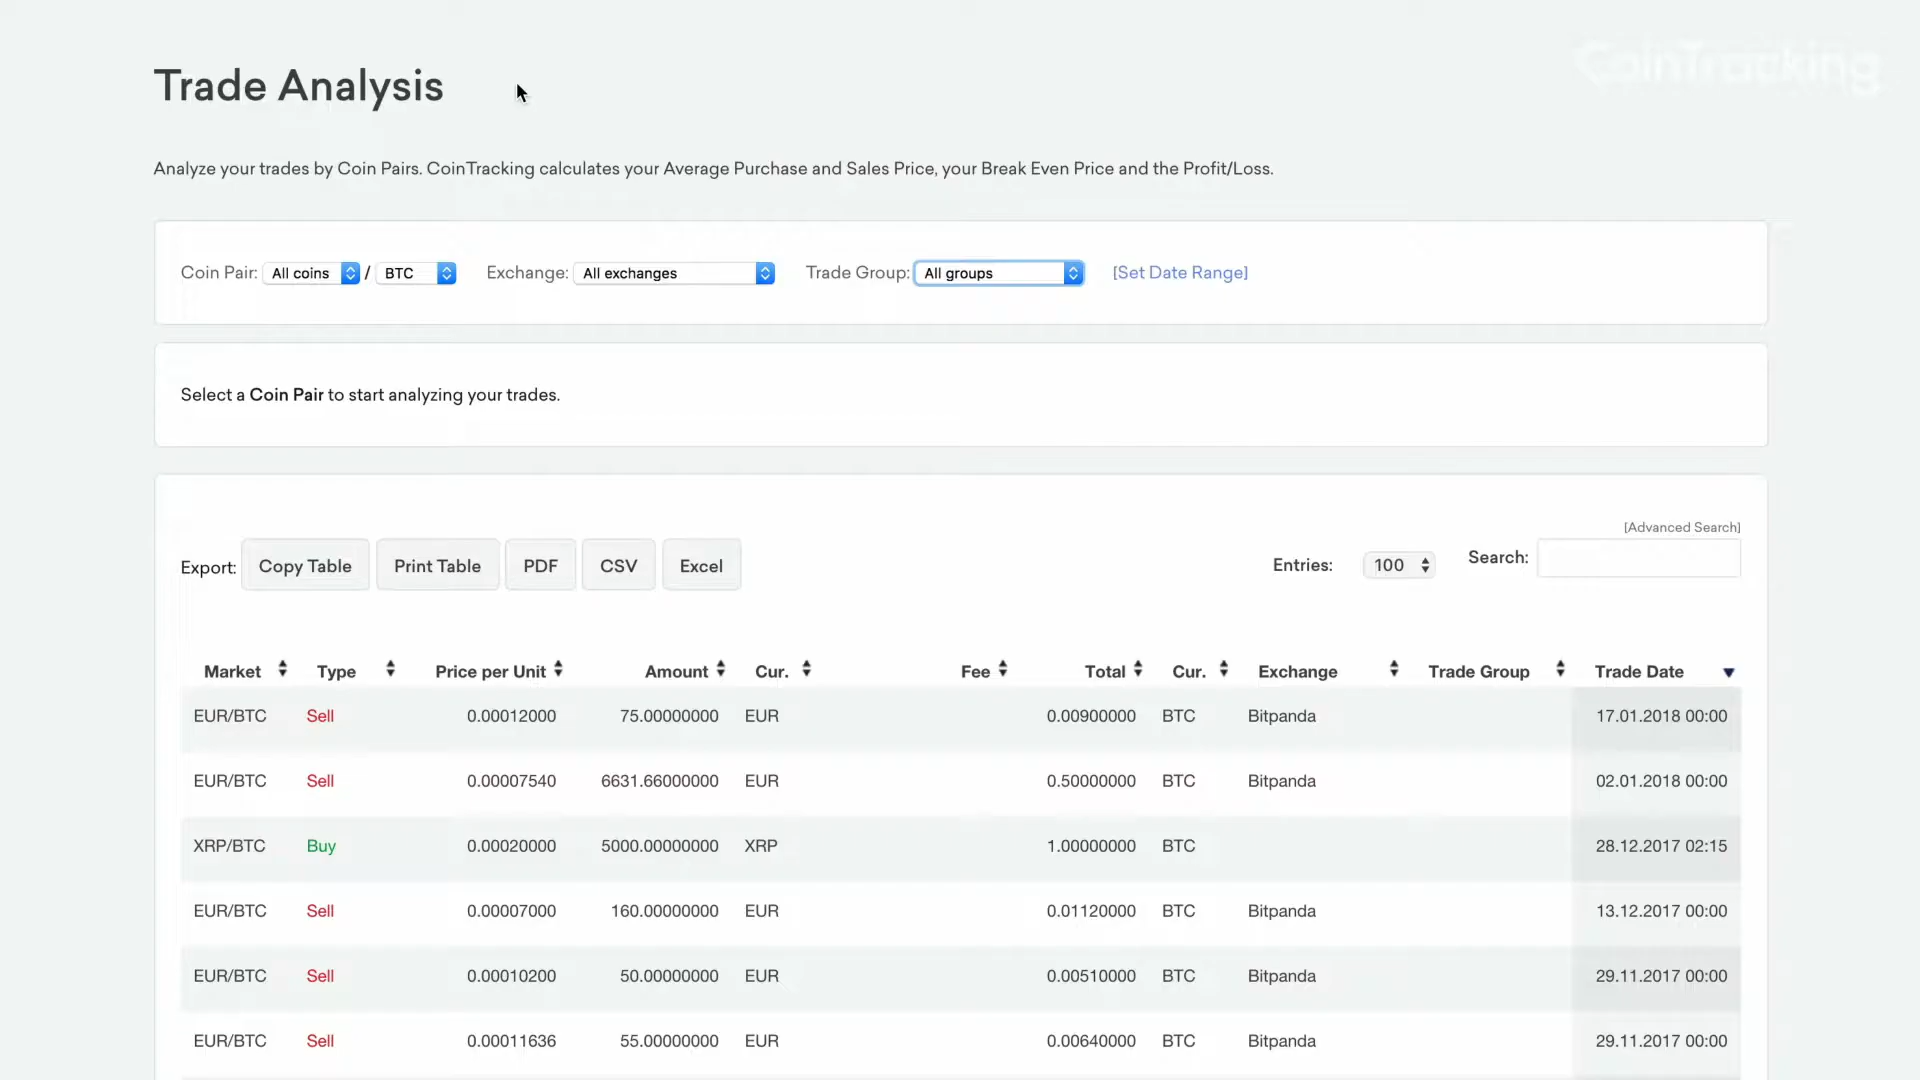 CoinTracking
Trade Analysis
Analyze your trades by Coin Pairs. CoinTracking calculates your Average Purchase and Sales Price, your Break Even Price and the Profit/Loss.
Coin Pair: All coins / BTC Exchange: All exchanges Trade Group: All groups [Set Date Range]
Select a Coin Pair to start analyzing your trades.
[Advanced Search]
Export: Copy Table Print Table PDF CSV Excel Entries: 100 Search:
Market Type Price per Unit Amount Cur. Fee Total Cur. Exchange Trade Group Trade Date
EUR/BTC Sell 0.00012000 75.00000000 EUR 0.00900000 BTC Bitpanda 17.01.2018 00:00
EUR/BTC Sell 0.00007540 6631.66000000 EUR 0.50000000 BTC Bitpanda 02.01.2018 00:00
XRP/BTC Buy 0.00020000 5000.00000000 XRP 1.00000000 BTC 28.12.2017 02:15
EUR/BTC Sell 0.00007000 160.00000000 EUR 0.01120000 BTC Bitpanda 13.12.2017 00:00
EUR/BTC Sell 0.00010200 50.00000000 EUR 0.00510000 BTC Bitpanda 29.11.2017 00:00
EUR/BTC Sell 0.00011636 55.00000000 EUR 0.00640000 BTC Bitpanda 29.11.2017 00:00